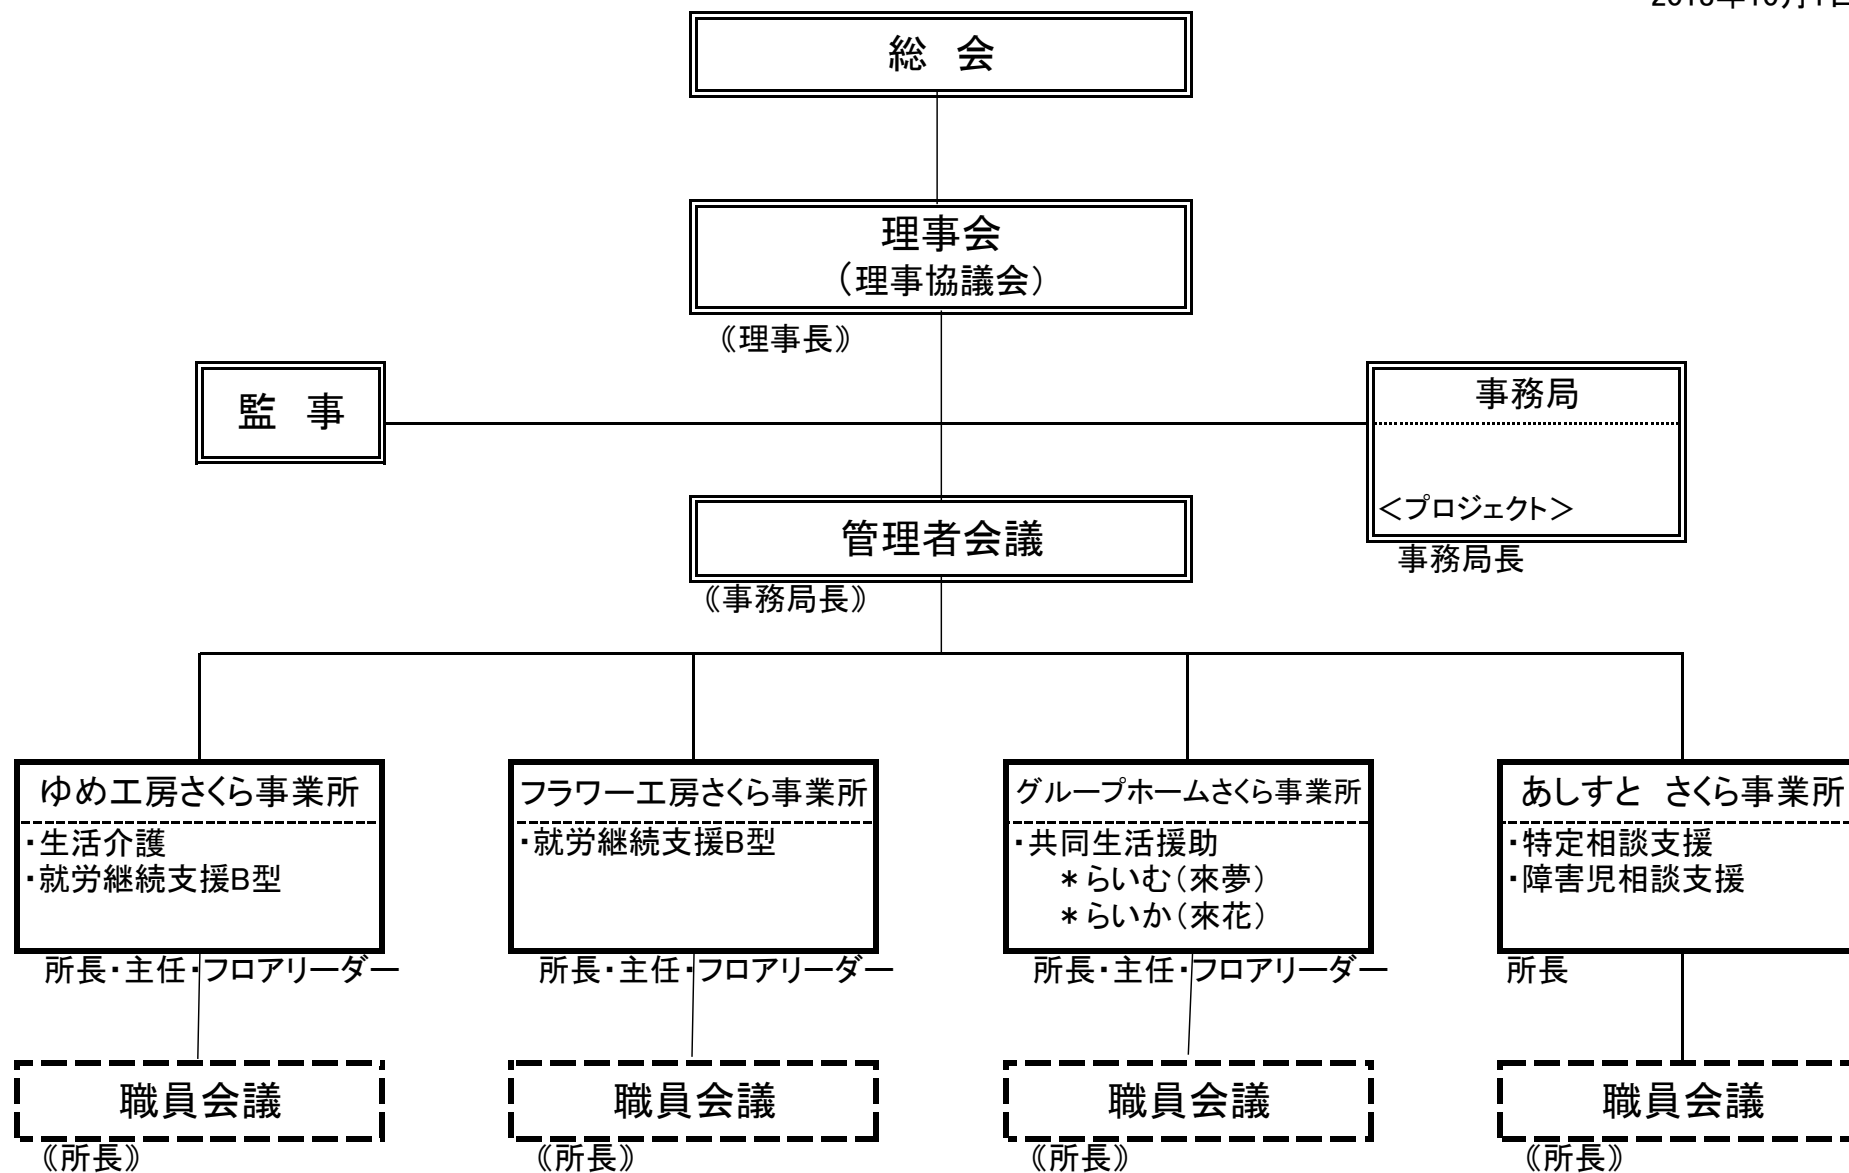 総 会
理事会
（理事協議会）
《理事長》
監 事
事務局
＜プロジェクト＞
事務局長
管理者会議
《事務局長》
ゆめ工房さくら事業所
・生活介護
・就労継続支援B型
所長・主任・フロアリーダー
フラワー工房さくら事業所
・就労継続支援B型
所長・主任・フロアリーダー
グループホームさくら事業所
・共同生活援助
＊らいむ（來夢）
＊らいか（來花）
所長・主任・フロアリーダー
あしすと さくら事業所
・特定相談支援
・障害児相談支援
所長
職員会議
《所長》
職員会議
《所長》
職員会議
《所長》
職員会議
《所長》